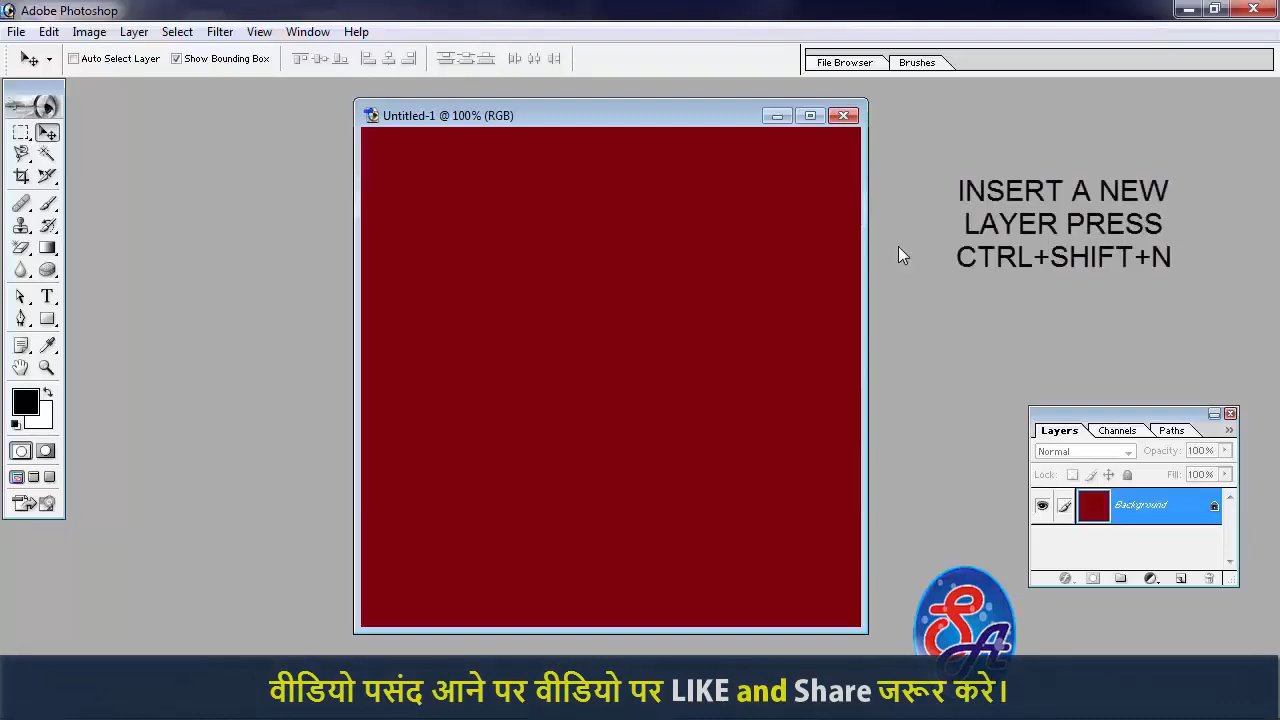 Adobe Photoshop
File Edit Image Layer Select Filter View Window Help
Auto Select Layer Show Bounding Box File Browser Brushes
Untitled-1 @ 100% (RGB)
INSERT A NEW
LAYER PRESS
CTRL+SHIFT+N
T
Layers Channels Paths
Normal Opacity: 100%
Lock: Fill: 100%
Background
SA
वीडियो पसंद आने पर वीडियो पर LIKE and Share जरूर करे।